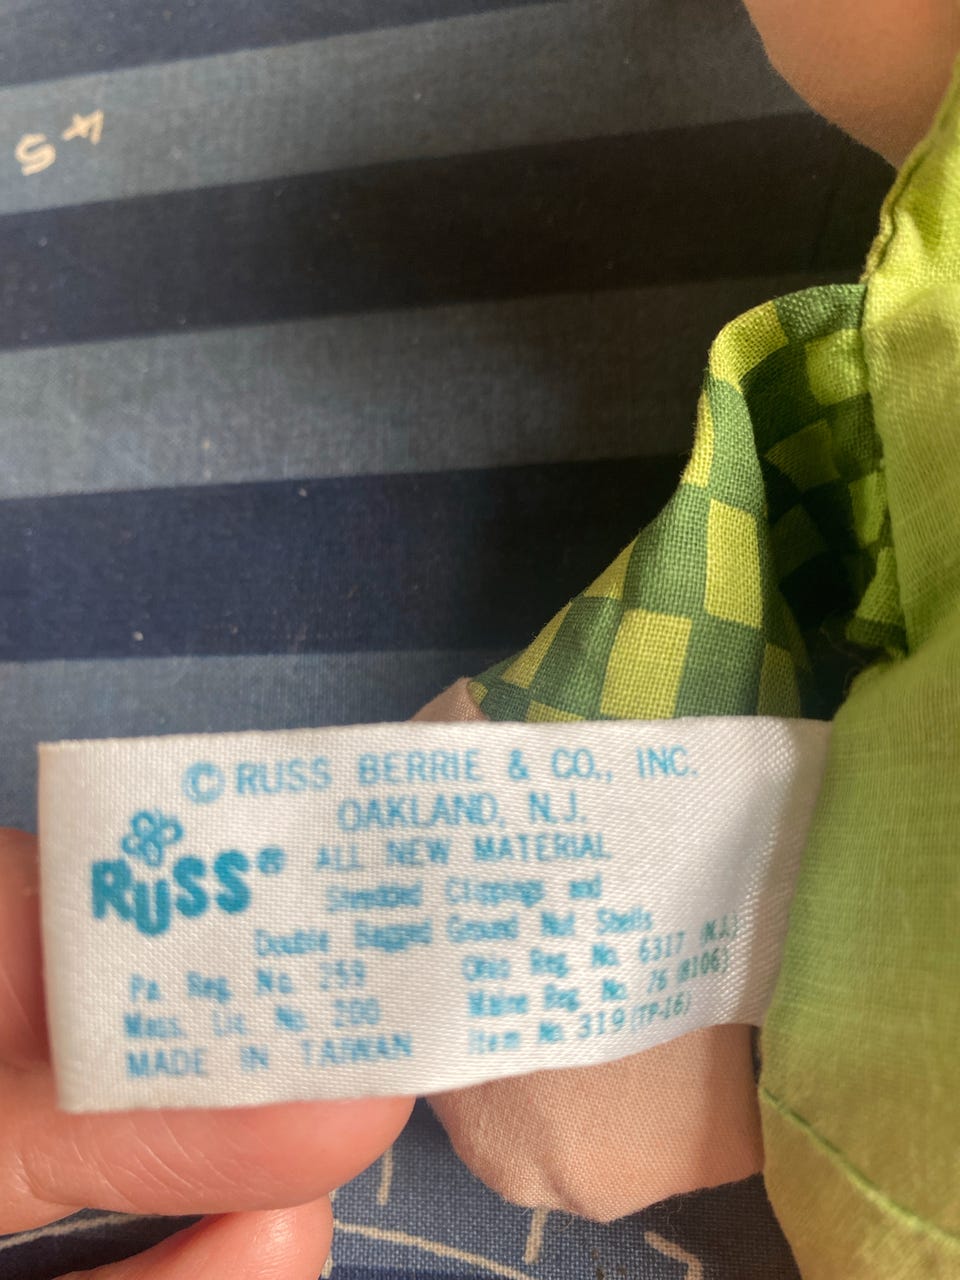 © RUSS BERRIE & CO., INC.
OAKLAND, N.J.
RUSS® ALL NEW MATERIAL
Shredded Clippings and
Double Bagged Ground Nut Shells
Pa. Reg. No. 259 Ohio Reg. No. 6317 (N.J.)
Mass. Lic. No. 200 Maine Reg. No. 76 (#106)
MADE IN TAIWAN Item No. 319 (TP-16)